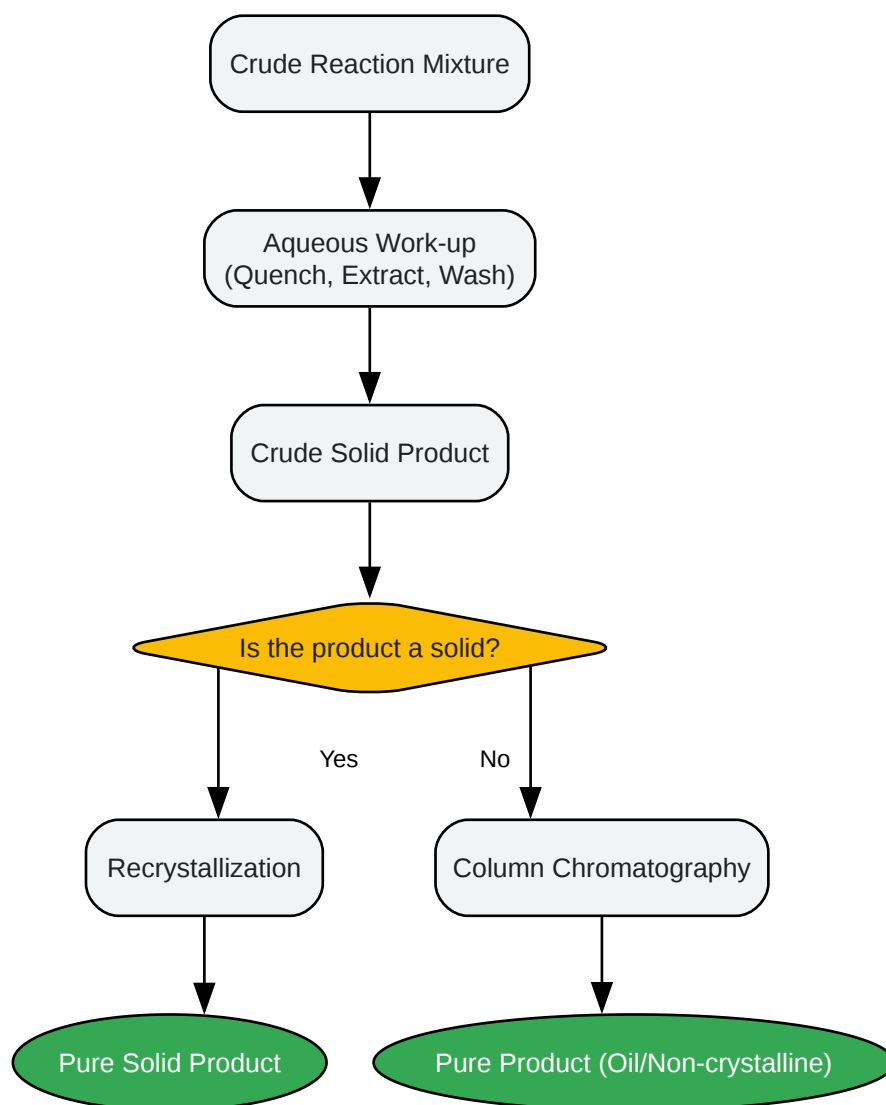 Crude Reaction Mixture
Aqueous Work-up
(Quench, Extract, Wash)
Crude Solid Product
Is the product a solid?
Yes
No
Recrystallization
Column Chromatography
Pure Solid Product
Pure Product (Oil/Non-crystalline)